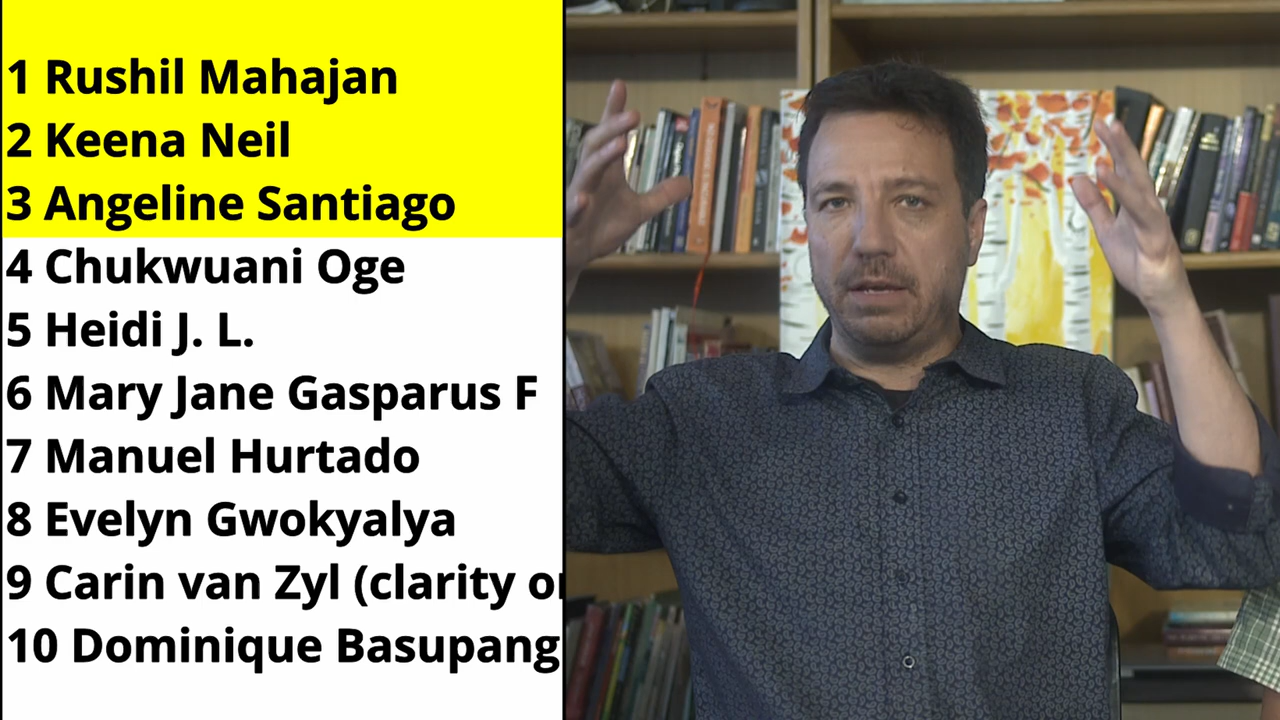 1 Rushil Mahajan
2 Keena Neil
3 Angeline Santiago
4 Chukwuani Oge
5 Heidi J. L.
6 Mary Jane Gasparus F
7 Manuel Hurtado
8 Evelyn Gwokyalya
9 Carin van Zyl (clarity
10 Dominique Basupang